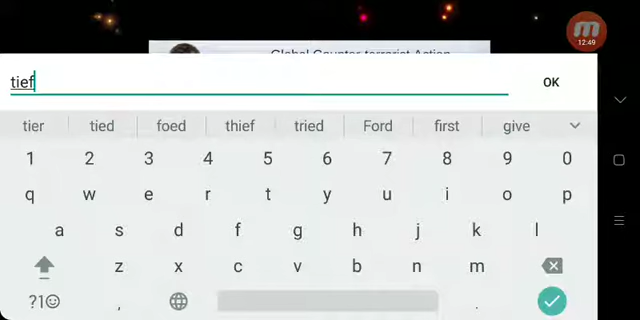 12:49
Global Counter-terrorist Action
tief
OK
tier tied foed thief tried Ford first give
1 2 3 4 5 6 7 8 9 0
q w e r t y u i o p
a s d f g h j k l
z x c v b n m
?1☺ , .